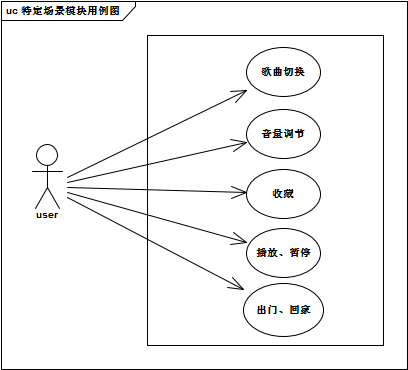 uc 特定场景模块用例图
歌曲切换
音量调节
收藏
user
播放、暂停
出门、回家